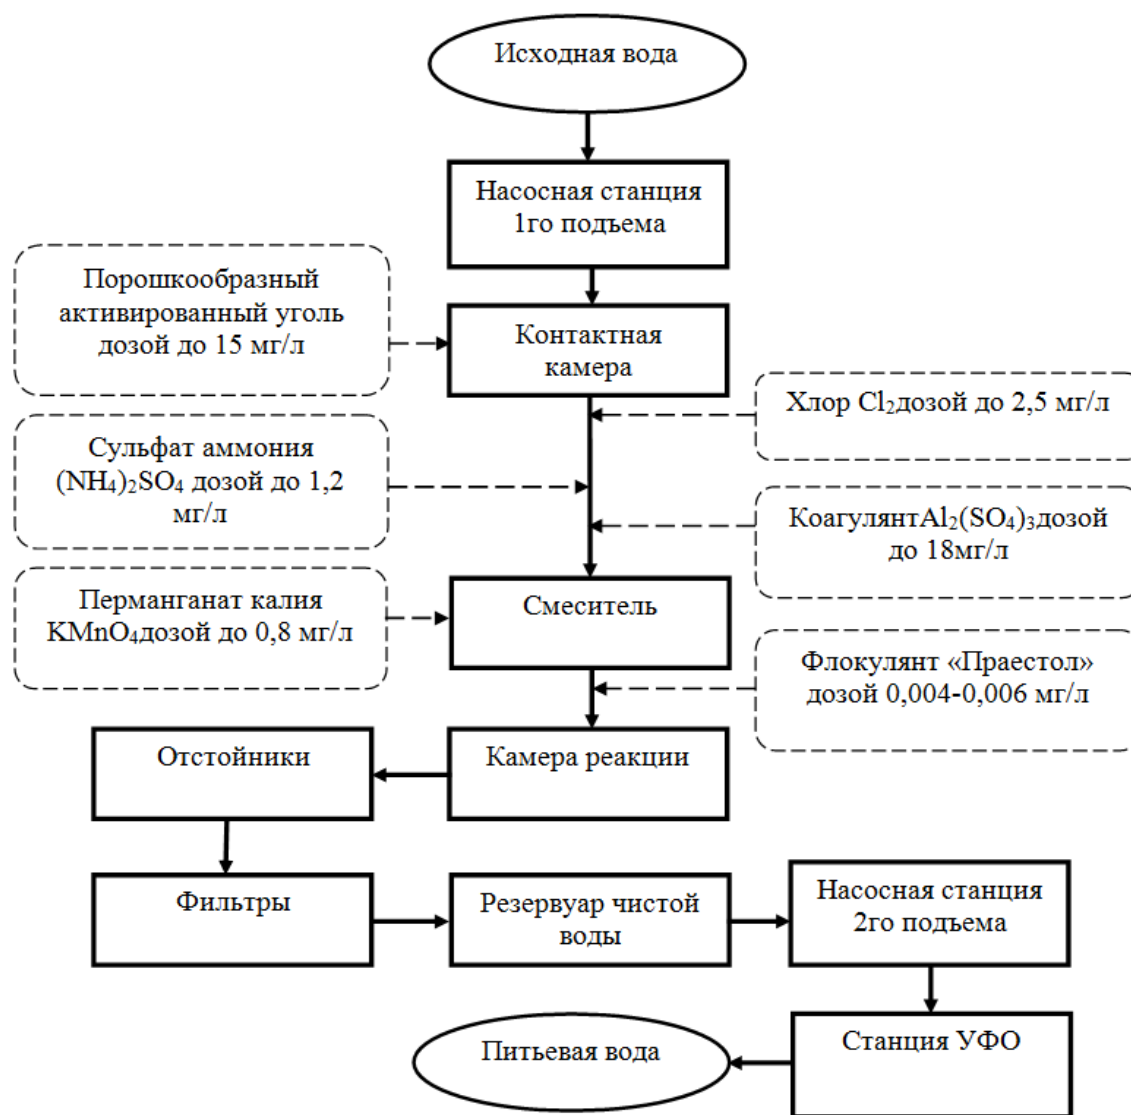 Исходная вода
Насосная станция
1го подъема
Порошкообразный
активированный уголь
дозой до 15 мг/л
Контактная
камера
Хлор Cl₂дозой до 2,5 мг/л
Сульфат аммония
(NH₄)₂SO₄ дозой до 1,2
мг/л
КоагулянтAl₂(SO₄)₃дозой
до 18мг/л
Перманганат калия
KMnO₄дозой до 0,8 мг/л
Смеситель
Флокулянт «Праестол»
дозой 0,004-0,006 мг/л
Отстойники
Камера реакции
Фильтры
Резервуар чистой
воды
Насосная станция
2го подъема
Питьевая вода
Станция УФО